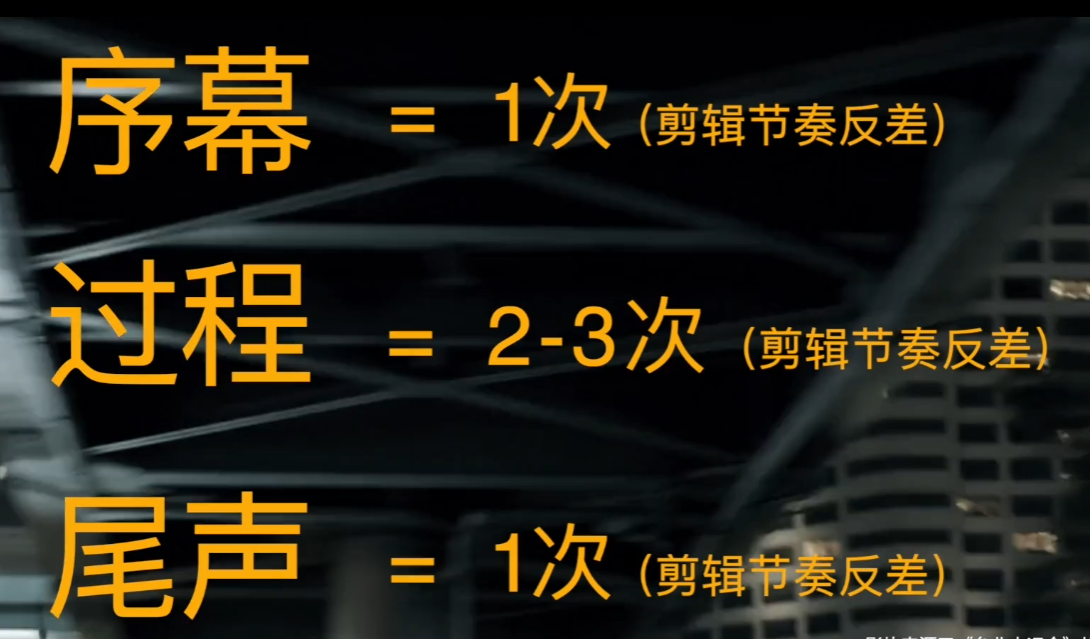 序幕 = 1次 (剪辑节奏反差)
过程 = 2-3次 (剪辑节奏反差)
尾声 = 1次 (剪辑节奏反差)